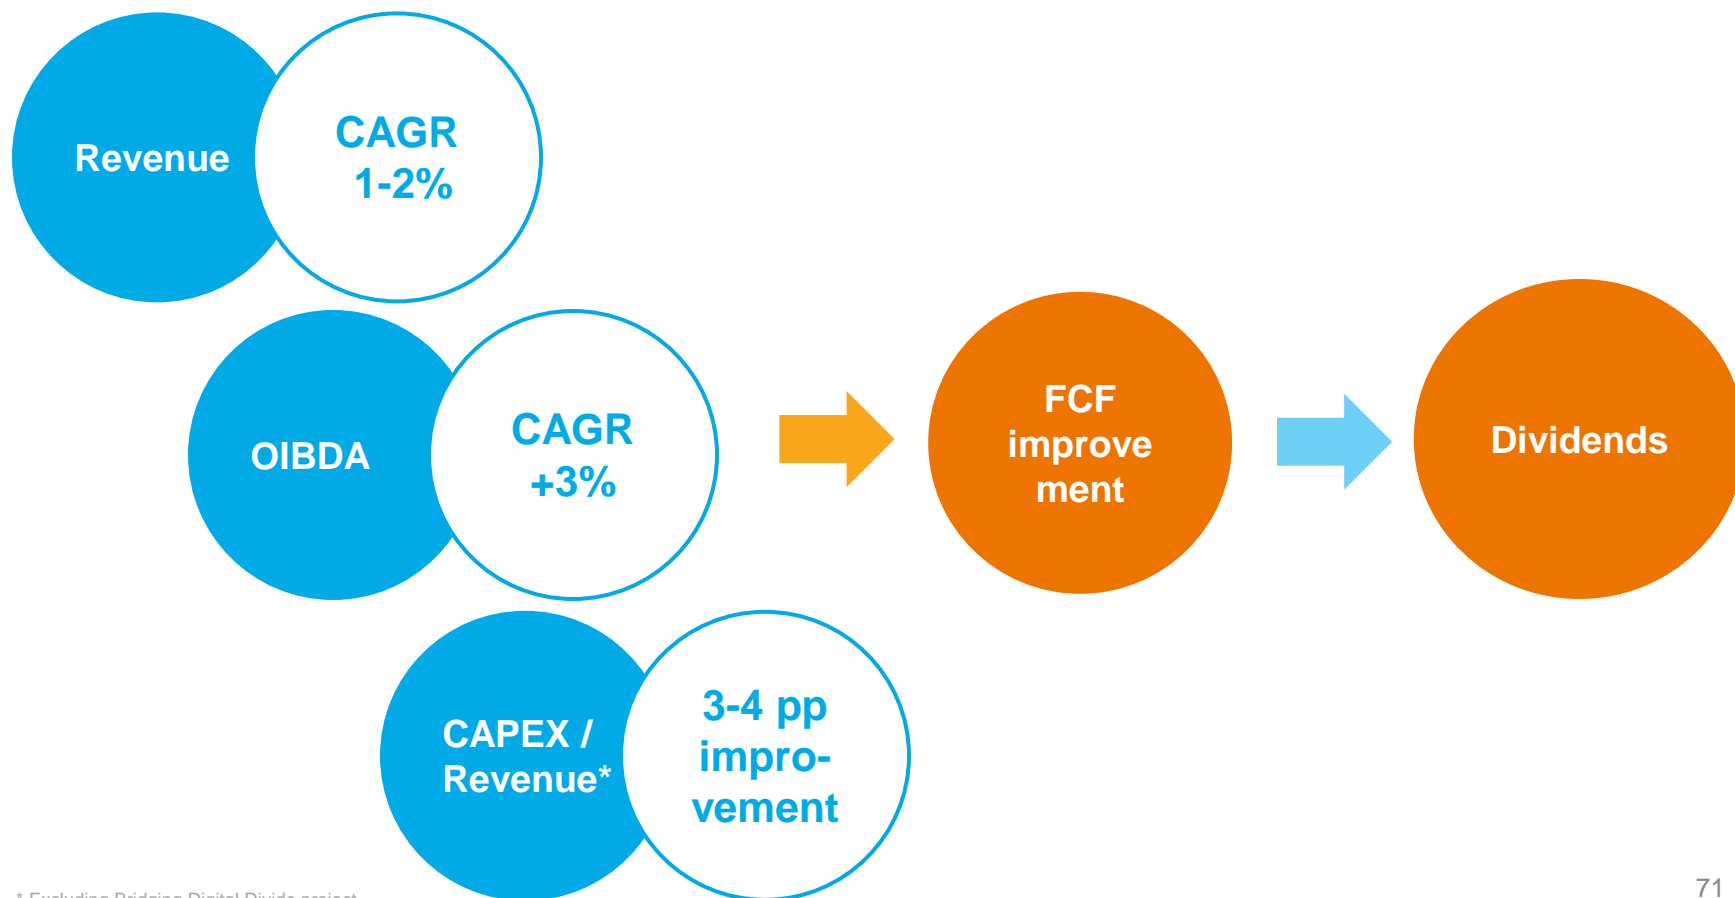 Revenue
CAGR
1-2%
OIBDA
CAGR
+3%
CAPEX /
Revenue*
3-4 pp
impro-
vement
FCF
improve
ment
Dividends
* Excluding Bridging Digital Divide project
71